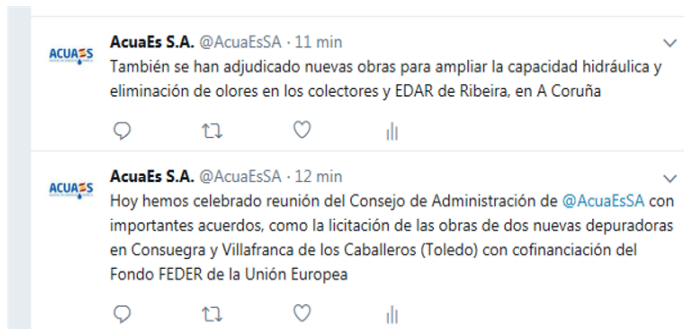 ACUAES
AcuaEs S.A. @AcuaEsSA · 11 min
También se han adjudicado nuevas obras para ampliar la capacidad hidráulica y
eliminación de olores en los colectores y EDAR de Ribeira, en A Coruña
ACUAES
AcuaEs S.A. @AcuaEsSA · 12 min
Hoy hemos celebrado reunión del Consejo de Administración de @AcuaEsSA con
importantes acuerdos, como la licitación de las obras de dos nuevas depuradoras
en Consuegra y Villafranca de los Caballeros (Toledo) con cofinanciación del
Fondo FEDER de la Unión Europea